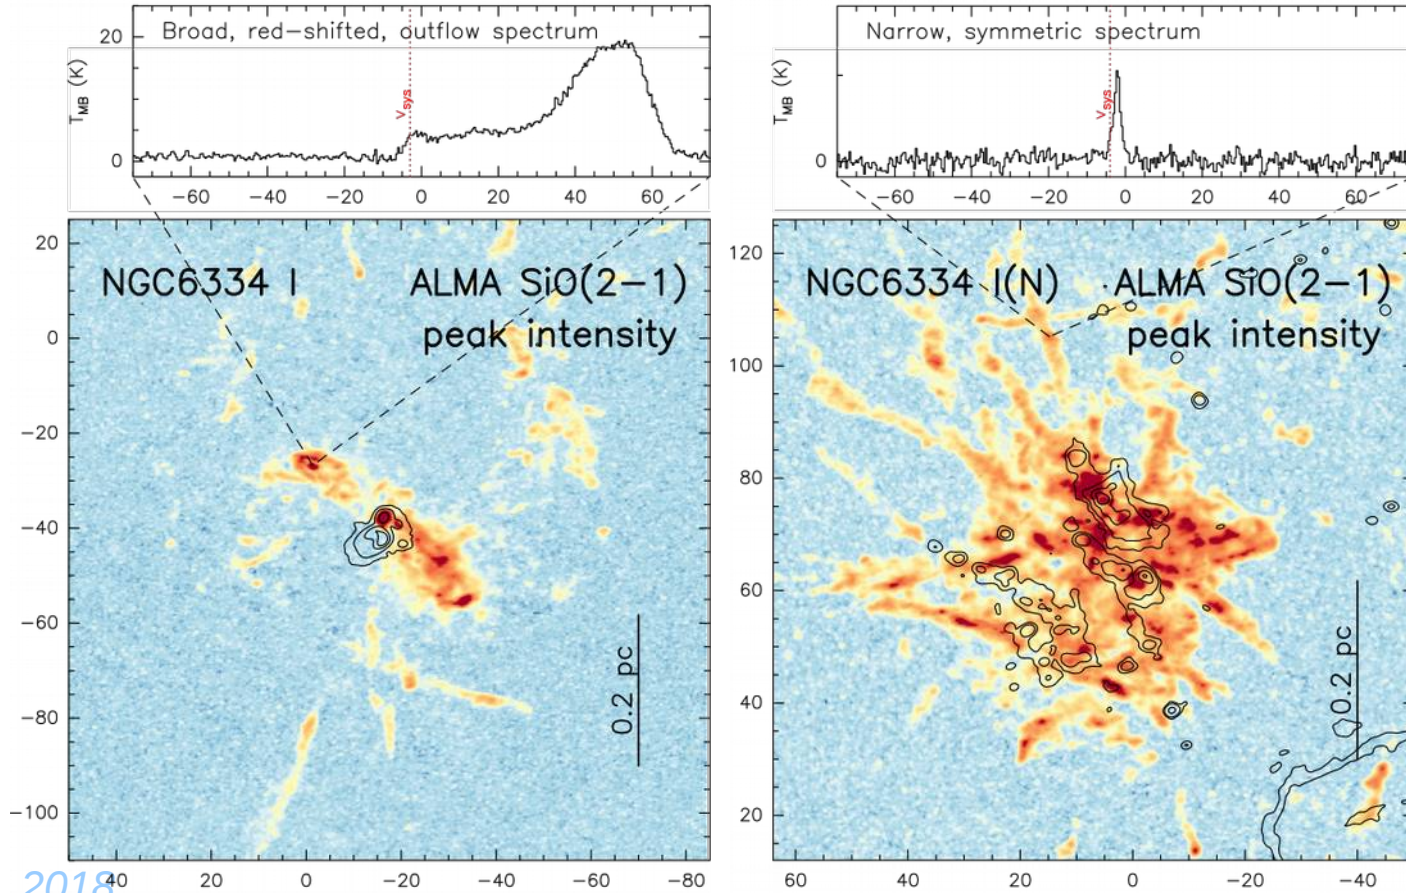 Broad, red-shifted, outflow spectrum
20
0
T_MB (K)
v_sys
-60 -40 -20 0 20 40 60
Narrow, symmetric spectrum
0
T_MB (K)
v_sys
-60 -40 -20 0 20 40 60
NGC6334 I ALMA SiO(2-1)
peak intensity
20
0
-20
-40
-60
-80
-100
0.2 pc
40 20 0 -20 -40 -60 -80
NGC6334 I(N) ALMA SiO(2-1)
peak intensity
120
100
80
60
40
20
0.2 pc
60 40 20 0 -20 -40
2018